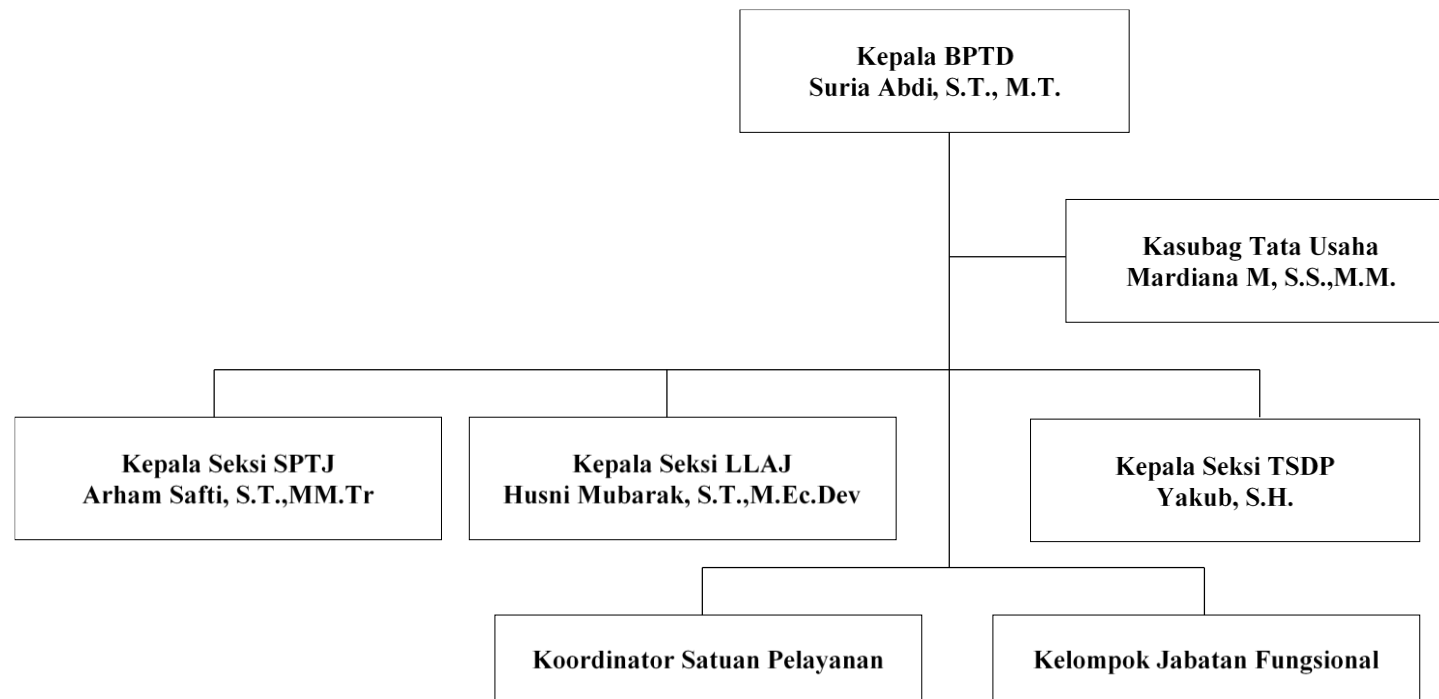 Kepala BPTD
Suria Abdi, S.T., M.T.
Kasubag Tata Usaha
Mardiana M, S.S.,M.M.
Kepala Seksi SPTJ
Arham Safti, S.T.,MM.Tr
Kepala Seksi LLAJ
Husni Mubarak, S.T.,M.Ec.Dev
Kepala Seksi TSDP
Yakub, S.H.
Koordinator Satuan Pelayanan
Kelompok Jabatan Fungsional